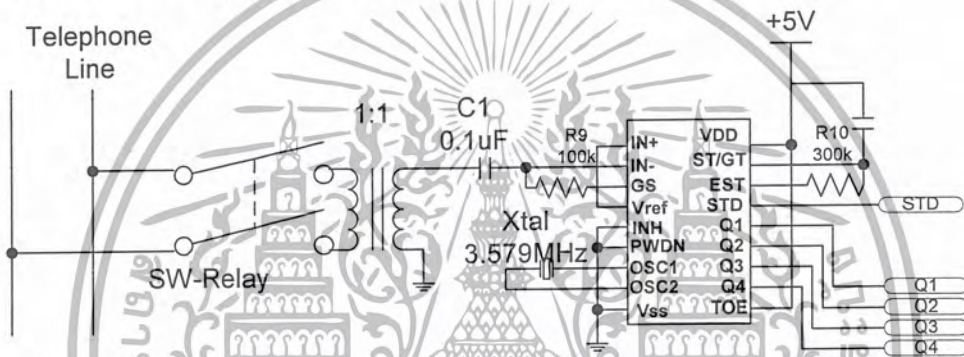 Telephone
Line
+5V
1:1
C1
0.1uF
R9
100k
R10
300k
IN+
IN-
GS
Vref
INH
PWDN
OSC1
OSC2
Vss
VDD
ST/GT
EST
STD
Q1
Q2
Q3
Q4
TOE
Xtal
3.579MHz
SW-Relay
STD
Q1
Q2
Q3
Q4